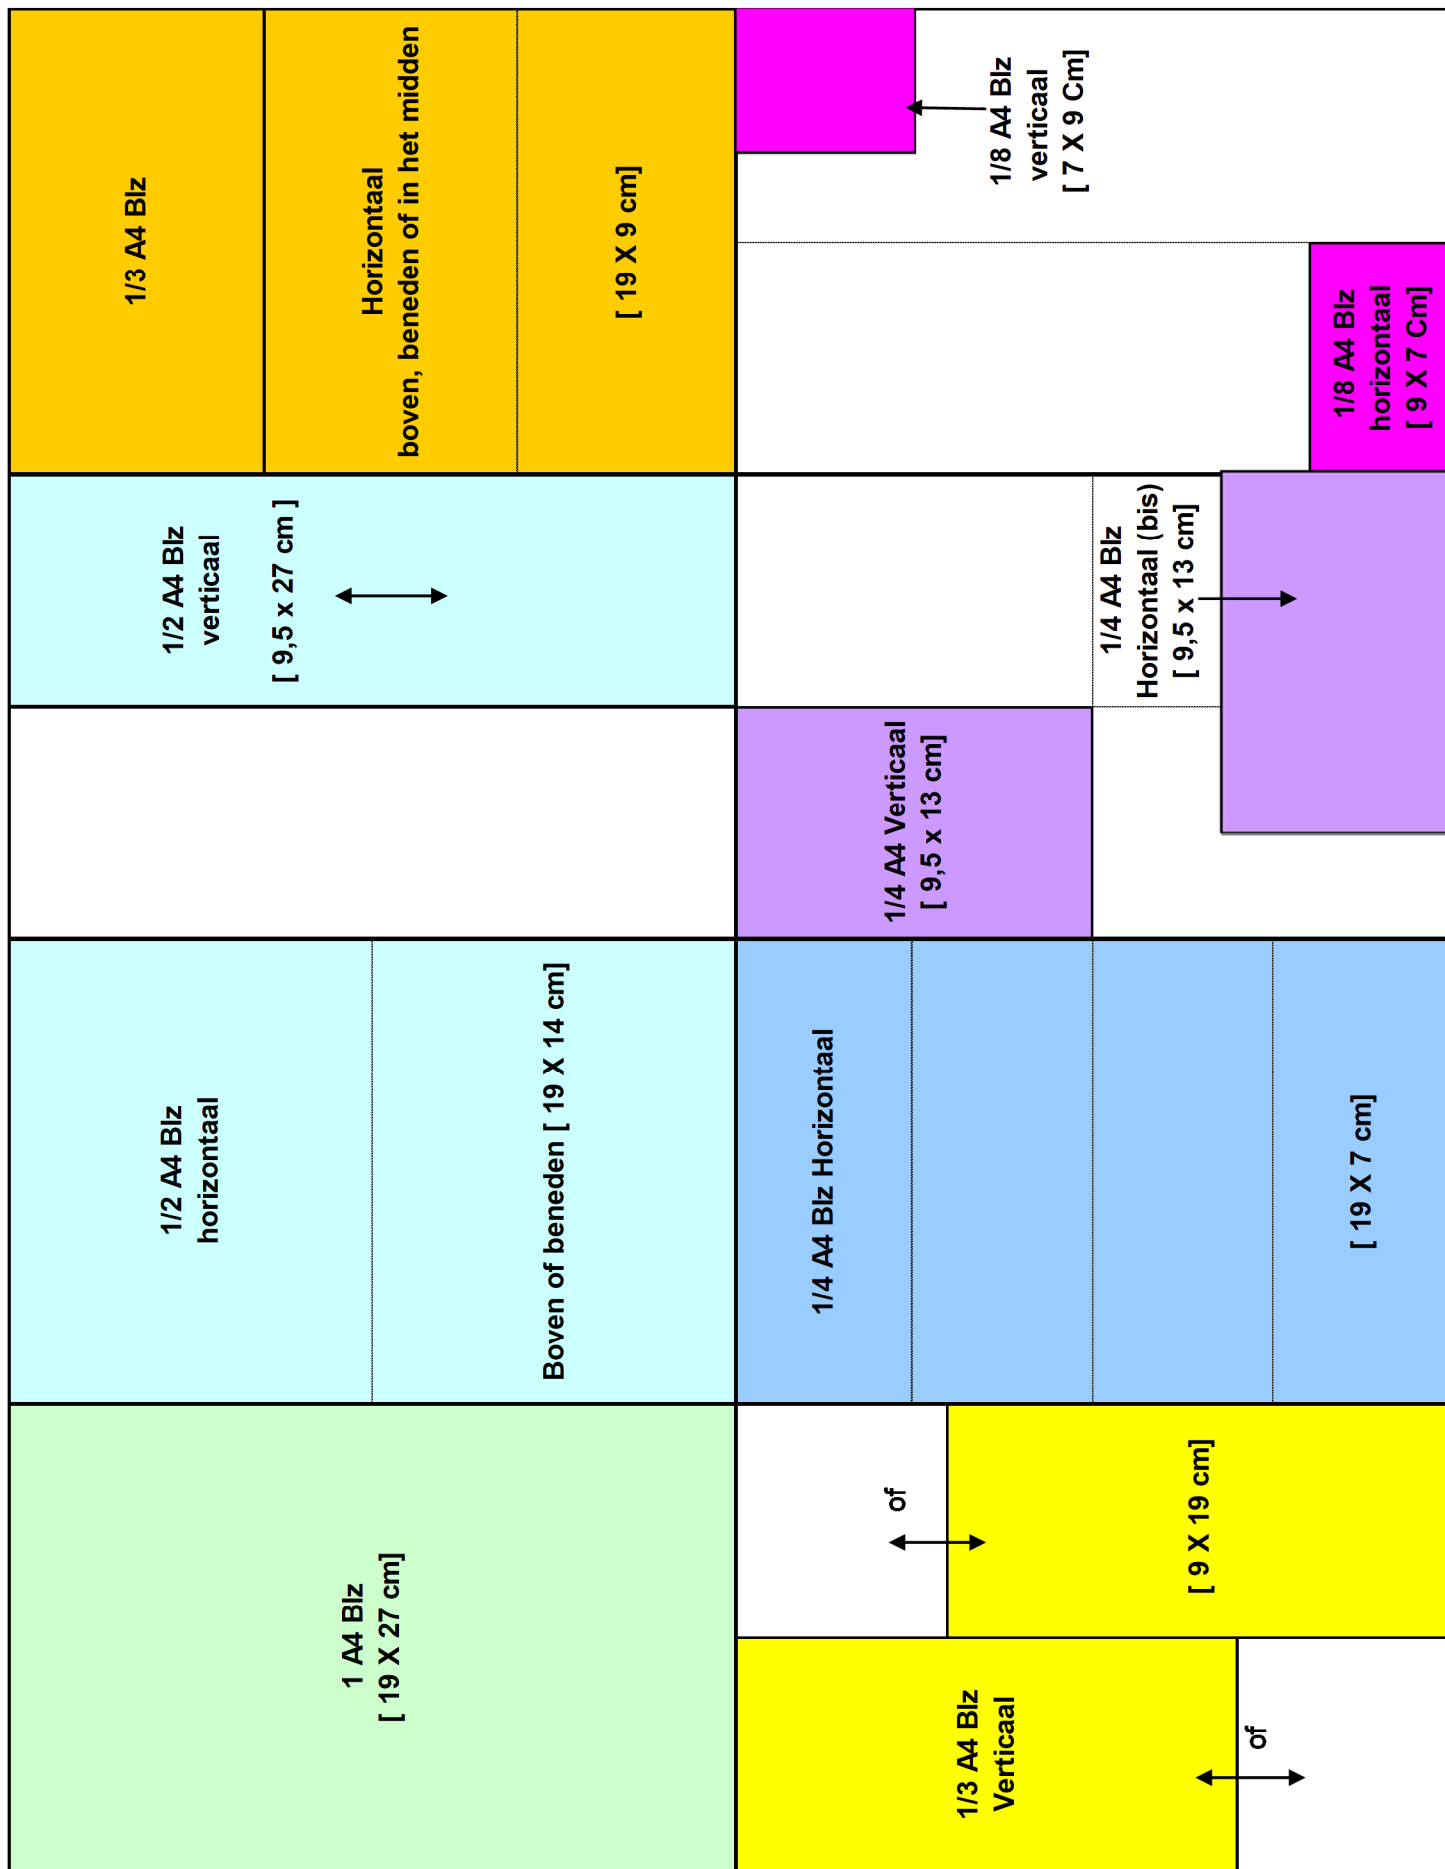 1 A4 Blz
[ 19 X 27 cm]
1/2 A4 Blz
horizontaal
Boven of beneden [ 19 X 14 cm]
1/2 A4 Blz
verticaal
[ 9,5 x 27 cm ]
1/3 A4 Blz
Horizontaal
boven, beneden of in het midden
[ 19 X 9 cm]
1/3 A4 Blz
Verticaal
of
of
[ 9 X 19 cm]
1/4 A4 Blz Horizontaal
[ 19 X 7 cm]
1/4 A4 Verticaal
[ 9,5 x 13 cm]
1/4 A4 Blz
Horizontaal (bis)
[ 9,5 x 13 cm]
1/8 A4 Blz
verticaal
[ 7 X 9 Cm]
1/8 A4 Blz
horizontaal
[ 9 X 7 Cm]